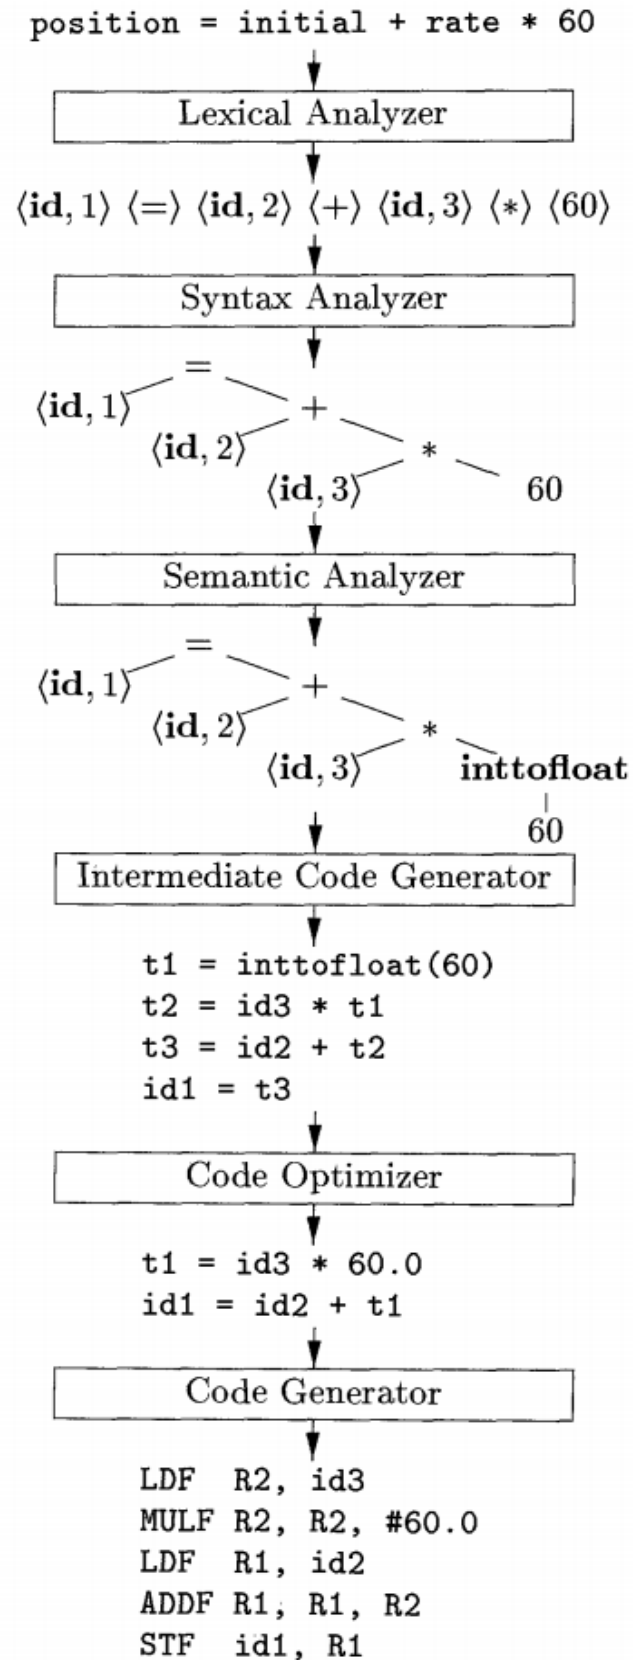 position = initial + rate * 60
Lexical Analyzer
⟨id, 1⟩ ⟨=⟩ ⟨id, 2⟩ ⟨+⟩ ⟨id, 3⟩ ⟨*⟩ ⟨60⟩
Syntax Analyzer
=
⟨id, 1⟩ +
⟨id, 2⟩ *
⟨id, 3⟩ 60
Semantic Analyzer
=
⟨id, 1⟩ +
⟨id, 2⟩ *
⟨id, 3⟩ inttofloat
60
Intermediate Code Generator
t1 = inttofloat(60)
t2 = id3 * t1
t3 = id2 + t2
id1 = t3
Code Optimizer
t1 = id3 * 60.0
id1 = id2 + t1
Code Generator
LDF R2, id3
MULF R2, R2, #60.0
LDF R1, id2
ADDF R1, R1, R2
STF id1, R1